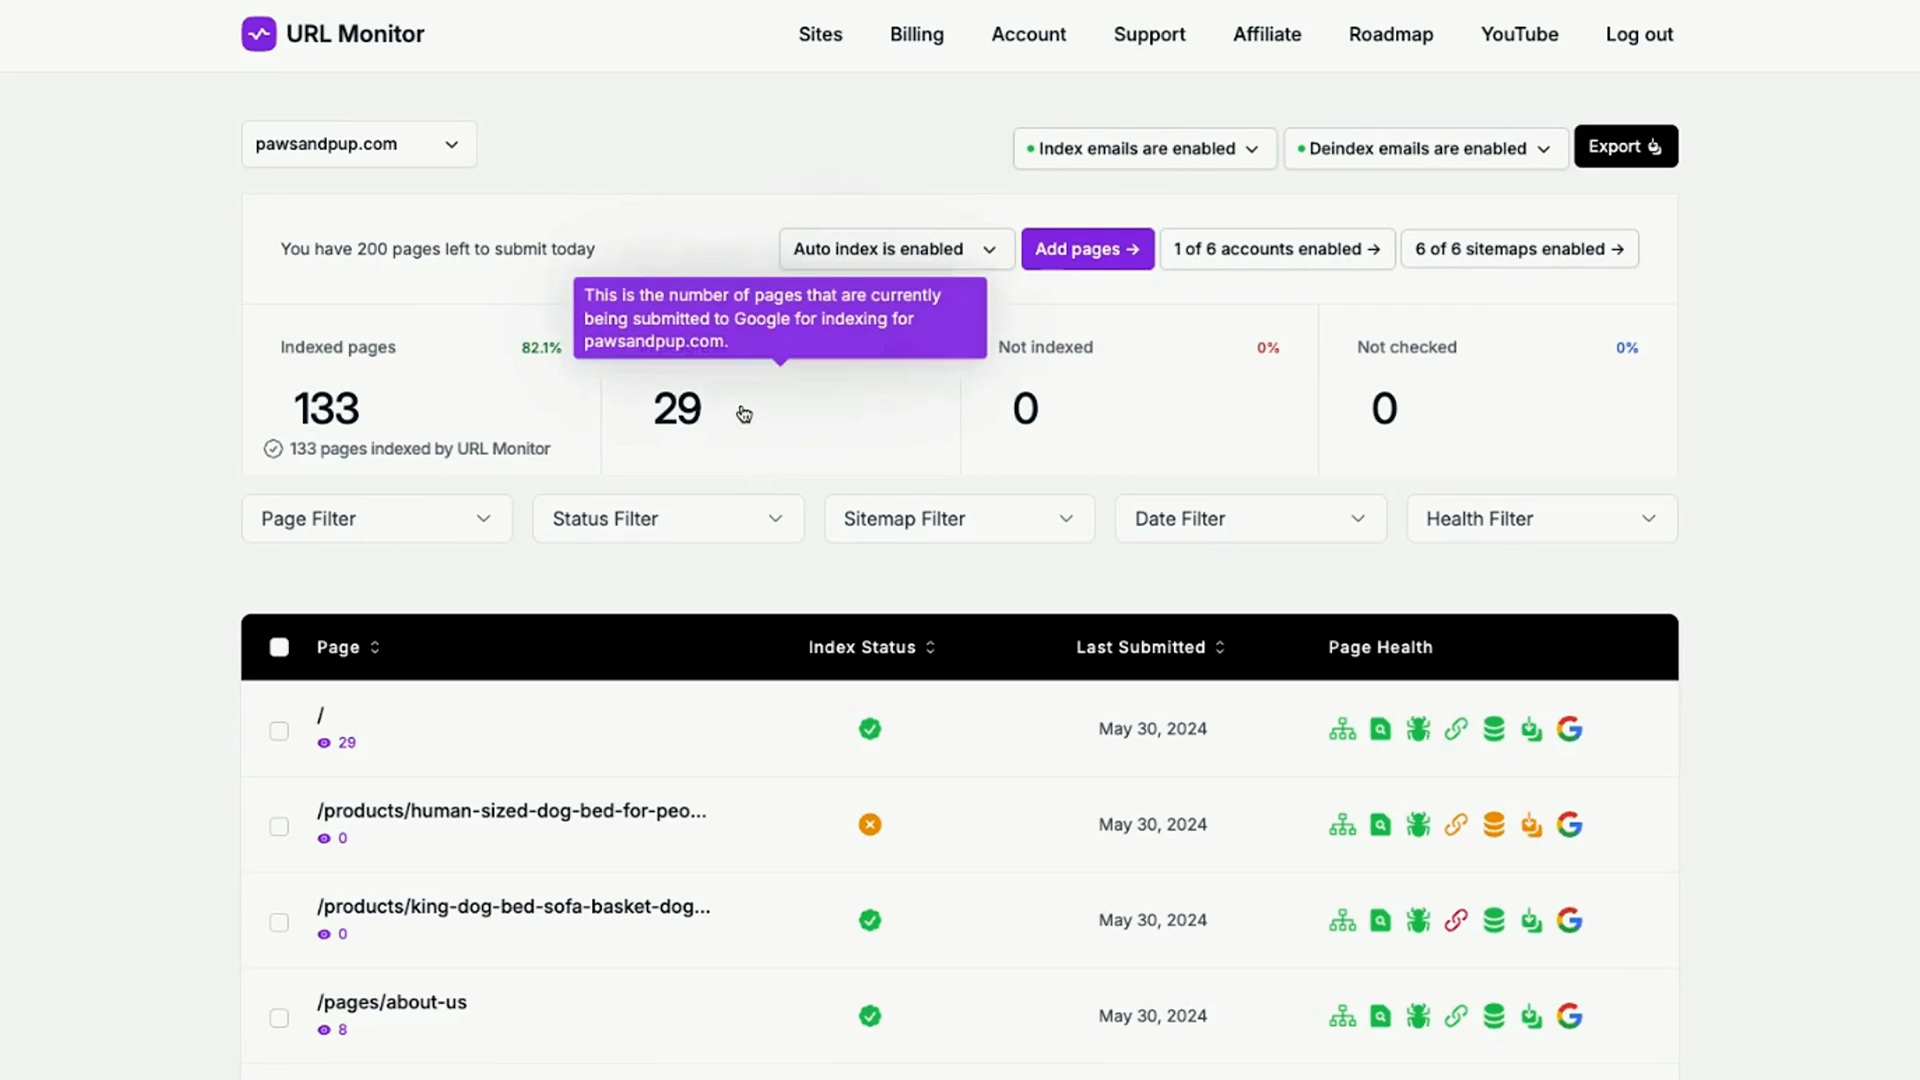 URL Monitor
Sites Billing Account Support Affiliate Roadmap YouTube Log out
pawsandpup.com
Index emails are enabled
Deindex emails are enabled
Export
You have 200 pages left to submit today
Auto index is enabled
Add pages →
1 of 6 accounts enabled →
6 of 6 sitemaps enabled →
This is the number of pages that are currently
being submitted to Google for indexing for
pawsandpup.com.
Indexed pages 82.1%
Not indexed 0%
Not checked 0%
133
29
0
0
133 pages indexed by URL Monitor
Page Filter
Status Filter
Sitemap Filter
Date Filter
Health Filter
Page Index Status Last Submitted Page Health
/
29
May 30, 2024
/products/human-sized-dog-bed-for-peo...
0
May 30, 2024
/products/king-dog-bed-sofa-basket-dog...
0
May 30, 2024
/pages/about-us
8
May 30, 2024